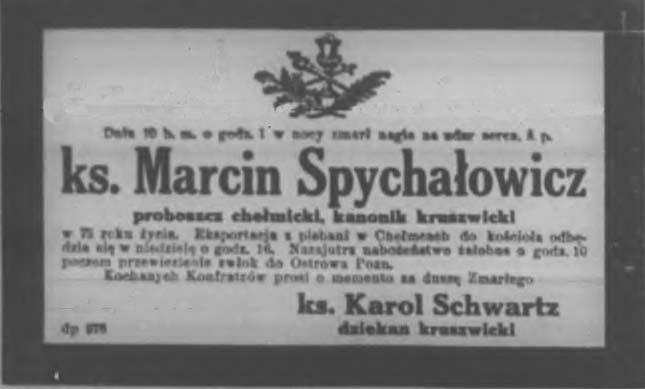 Dnia 10 b. m. o godz. 1 w nocy zmarł nagle na udar serca, ś. p.
ks. Marcin Spychałowicz
proboszcz chełmicki, kanonik kruszwicki
w 75 roku życia. Eksportacja z plebani w Chełmcach do kościoła odbę-
dzie się w niedzielę o godz. 16. Nazajutrz nabożeństwo żałobne o godz. 10
poczem przewiezienie zwłok do Ostrowa Pozn.
Kochanych Konfratrów prosi o memento za duszę Zmarłego
ks. Karol Schwartz
dziekan kruszwicki
dp 876